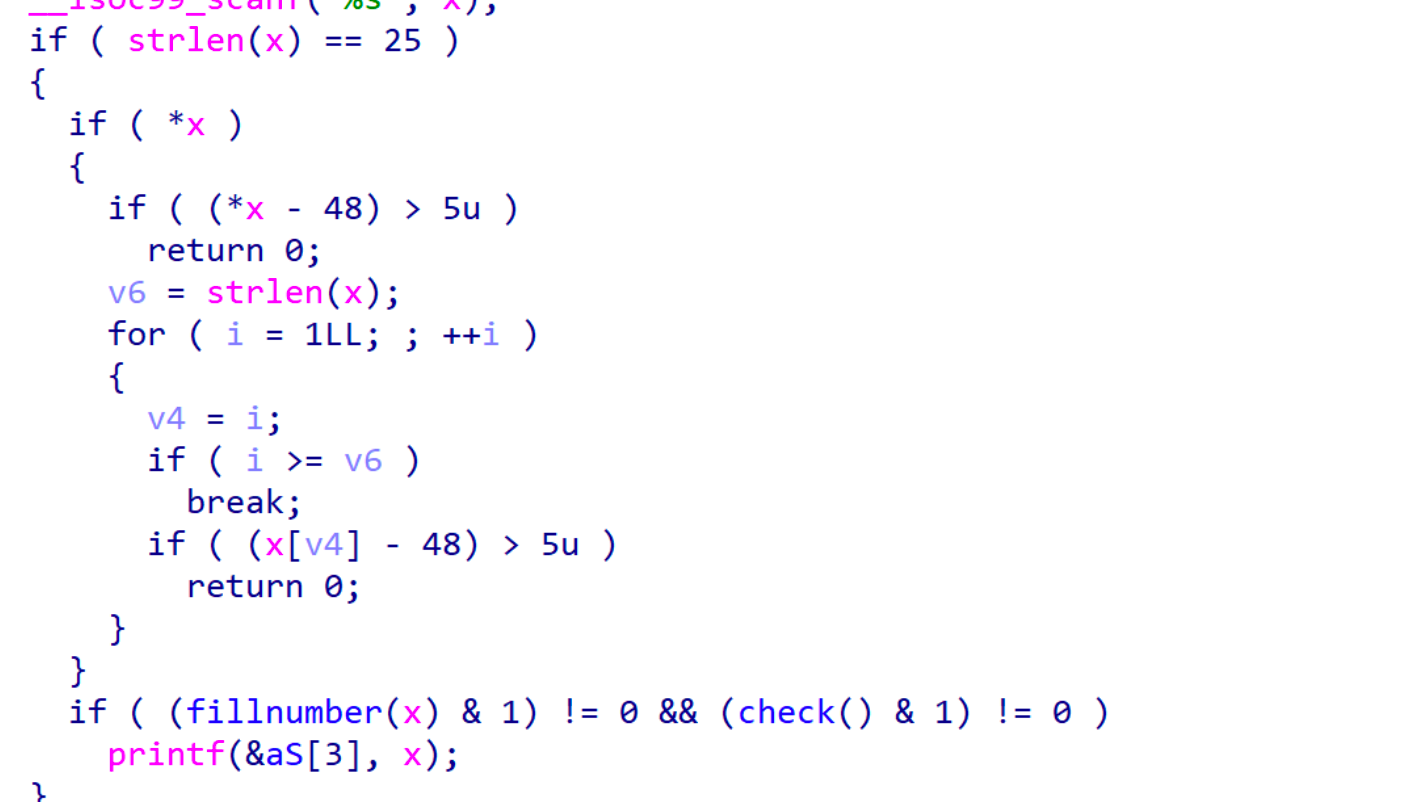 __isoc99_scanf("%s", x);
if ( strlen(x) == 25 )
{
if ( *x )
{
if ( (*x - 48) > 5u )
return 0;
v6 = strlen(x);
for ( i = 1LL; ; ++i )
{
v4 = i;
if ( i >= v6 )
break;
if ( (x[v4] - 48) > 5u )
return 0;
}
}
if ( (fillnumber(x) & 1) != 0 && (check() & 1) != 0 )
printf(&aS[3], x);
}